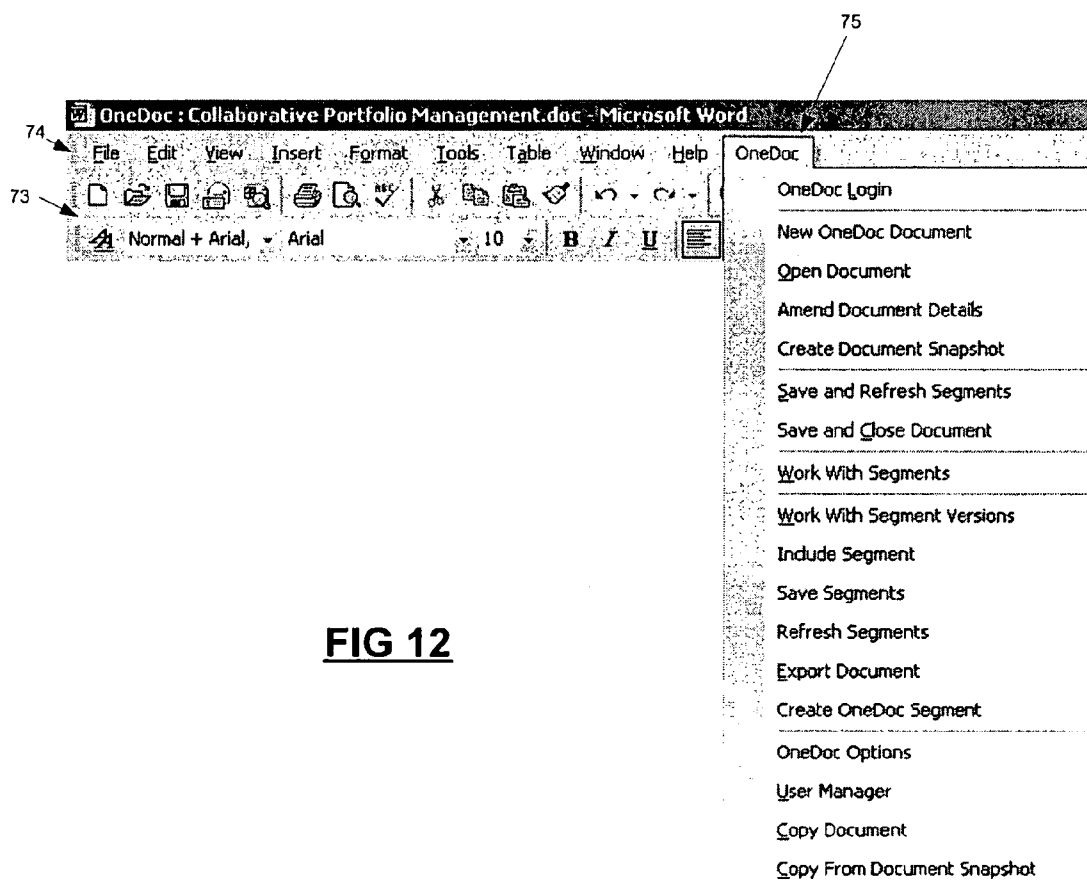 75
OneDoc : Collaborative Portfolio Management.doc - Microsoft Word
74
File Edit View Insert Format Tools Table Window Help OneDoc
73
Normal + Arial, Arial 10 B I U
OneDoc Login
New OneDoc Document
Open Document
Amend Document Details
Create Document Snapshot
Save and Refresh Segments
Save and Close Document
Work With Segments
Work With Segment Versions
Include Segment
Save Segments
Refresh Segments
Export Document
Create OneDoc Segment
OneDoc Options
User Manager
Copy Document
Copy From Document Snapshot
FIG 12